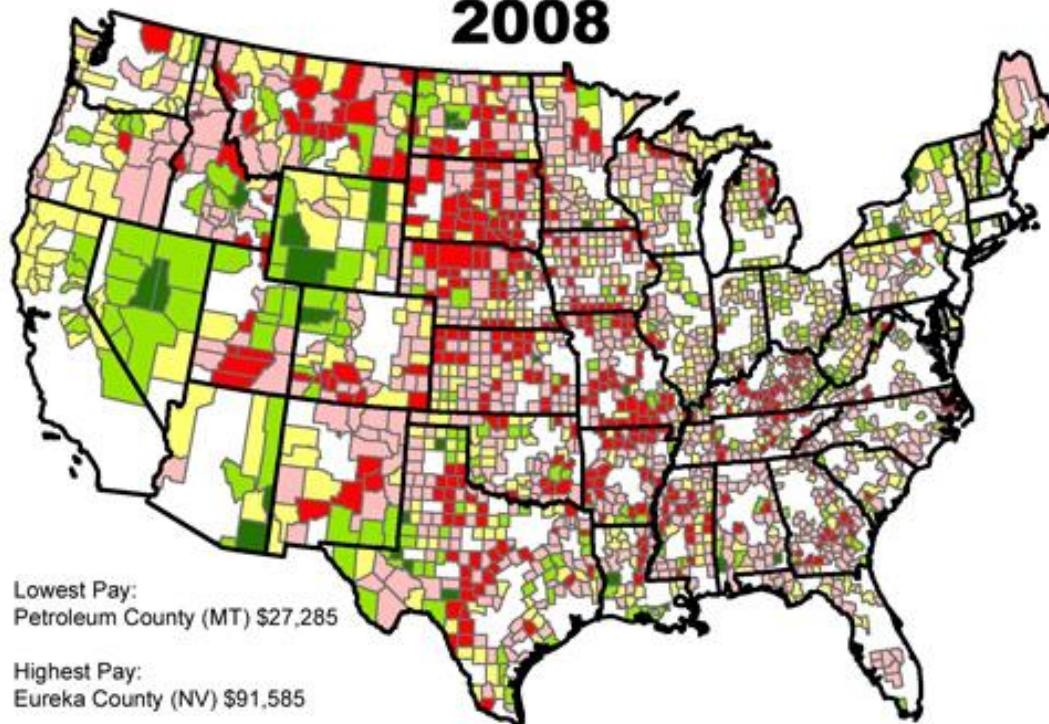 2008
Lowest Pay:
Petroleum County (MT) $27,285
Highest Pay:
Eureka County (NV) $91,585